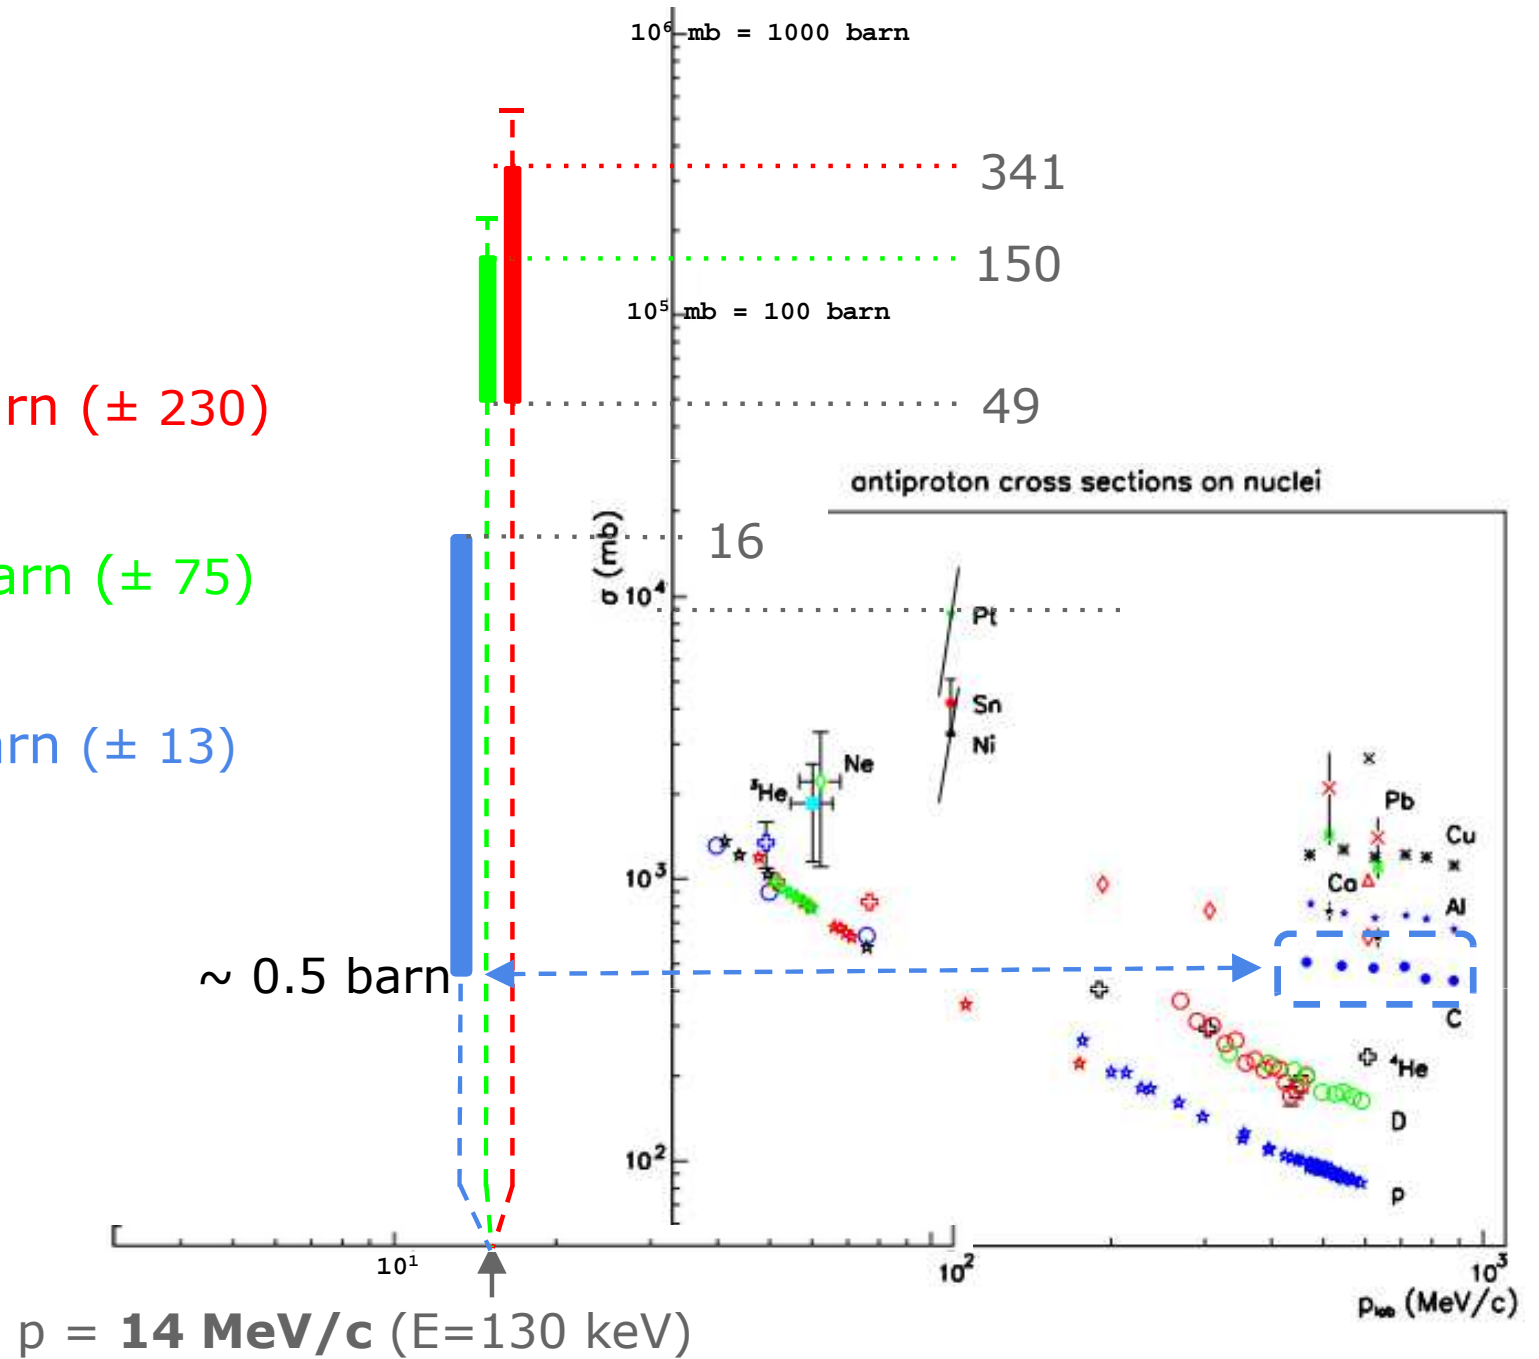 10⁶ mb = 1000 barn
341
150
10⁵ mb = 100 barn
rn (± 230)
49
antiproton cross sections on nuclei
16
σ (mb)
arn (± 75)
10⁴
Pt
Sn
Ni
arn (± 13)
Ne
³He
Pb
Cu
10³
Ca
Al
~ 0.5 barn
C
⁴He
D
10²
p
10¹
10²
10³
pₗₐb (MeV/c)
p = 14 MeV/c (E=130 keV)